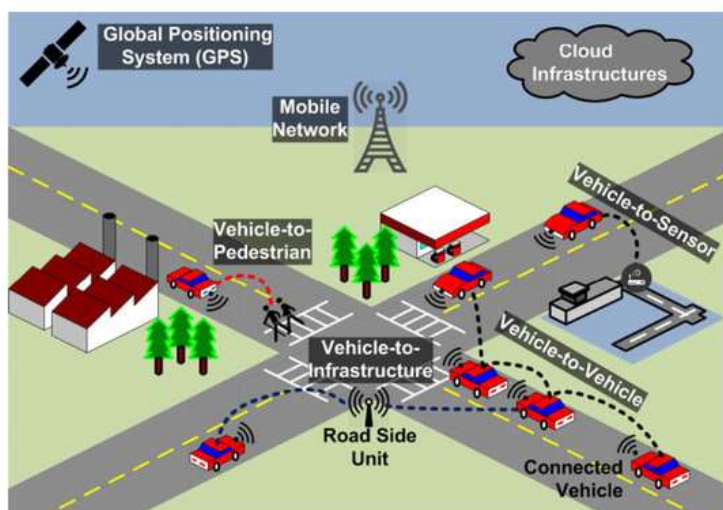 Global Positioning
System (GPS)
Cloud
Infrastructures
Mobile
Network
Vehicle-to-Sensor
Vehicle-to-
Pedestrian
Vehicle-to-
Infrastructure
Vehicle-to-Vehicle
Road Side
Unit
Connected
Vehicle